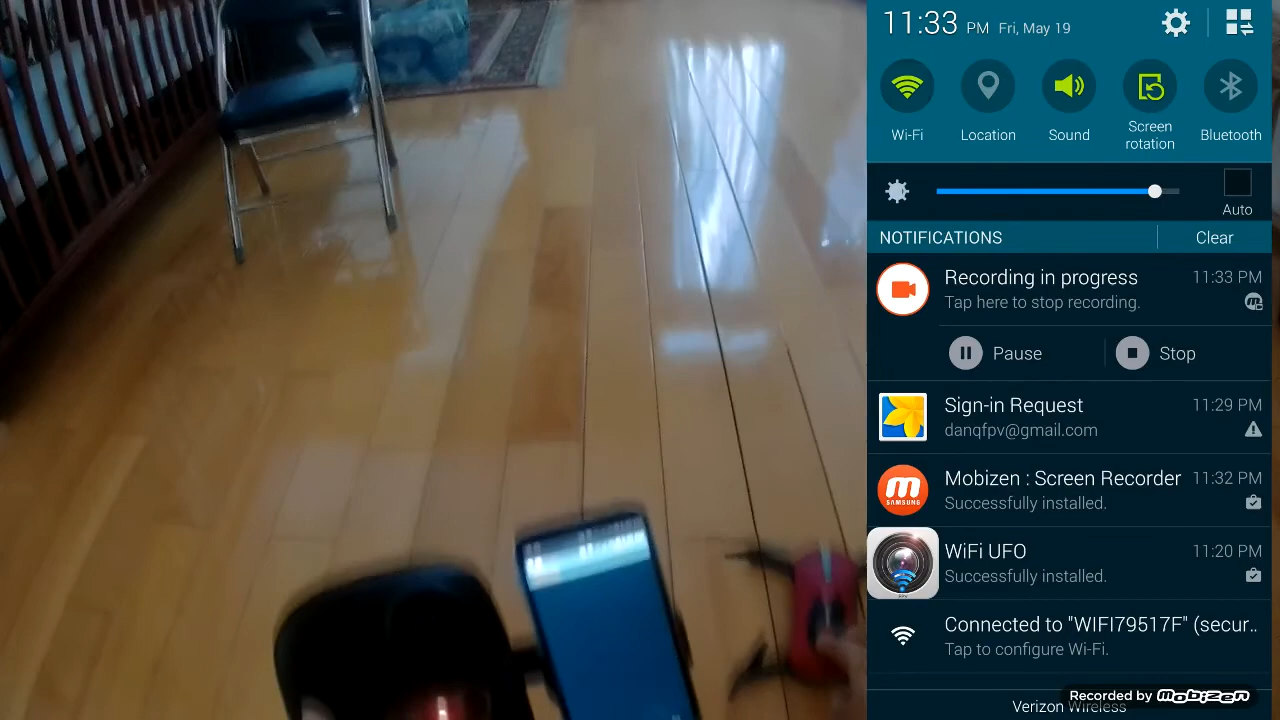 11:33 PM Fri, May 19
Wi-Fi
Location
Sound
Screen
rotation
Bluetooth
Auto
NOTIFICATIONS
Clear
Recording in progress
11:33 PM
Tap here to stop recording.
Pause
Stop
Sign-in Request
11:29 PM
danqfpv@gmail.com
Mobizen : Screen Recorder
11:32 PM
m
SAMSUNG
Successfully installed.
WiFi UFO
11:20 PM
Successfully installed.
Connected to "WIFI79517F" (secur..
Tap to configure Wi-Fi.
Recorded by mobizen
Verizon Wireless